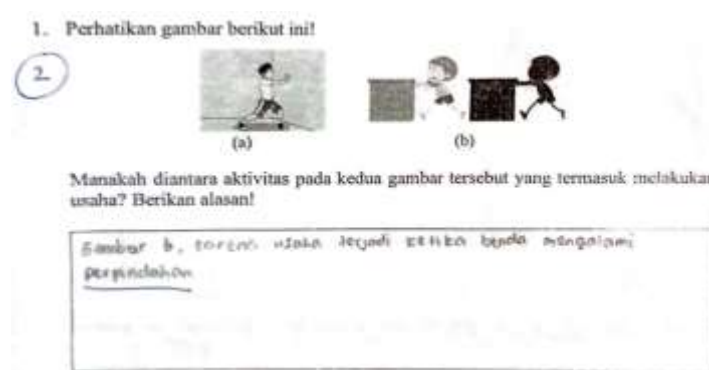 1. Perhatikan gambar berikut ini!
2
(a) (b)
Manakah diantara aktivitas pada kedua gambar tersebut yang termasuk melakukan
usaha? Berikan alasan!
Gambar b, karena usaha terjadi ketika benda mengalami
perpindahan